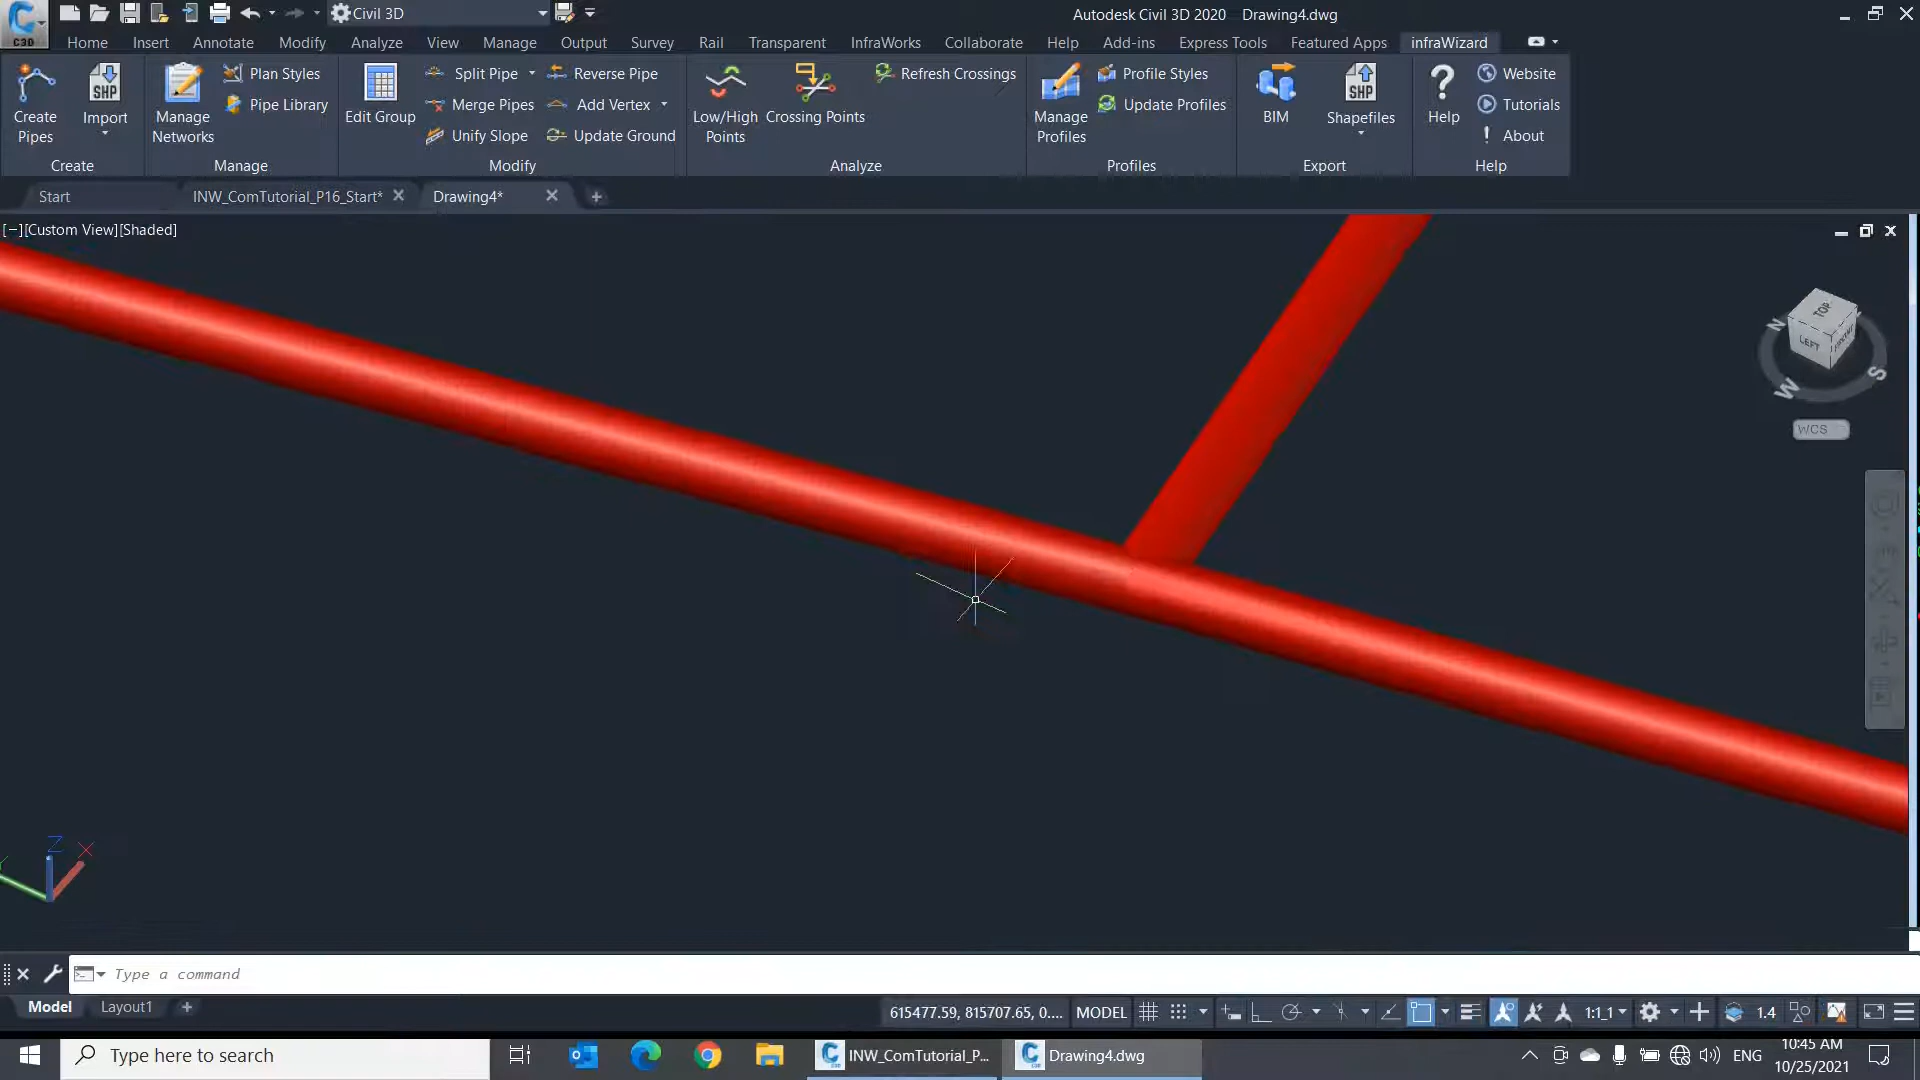 Civil 3D
Autodesk Civil 3D 2020 Drawing4.dwg
C3D
Home Insert Annotate Modify Analyze View Manage Output Survey Rail Transparent InfraWorks Collaborate Help Add-ins Express Tools Featured Apps infraWizard
Create Pipes
Import
Create
Manage Networks
Plan Styles
Pipe Library
Manage
Edit Group
Split Pipe
Merge Pipes
Unify Slope
Reverse Pipe
Add Vertex
Update Ground
Modify
Low/High Points
Crossing Points
Refresh Crossings
Analyze
Manage Profiles
Profile Styles
Update Profiles
Profiles
BIM
SHP
SHP
Shapefiles
Export
Help
Website
Tutorials
About
Help
Start INW_ComTutorial_P16_Start* Drawing4*
[−][Custom View][Shaded]
TOP
LEFT
N
S
W
WCS
Z
X
Type a command
Model Layout1
615477.59, 815707.65, 0.... MODEL 1:1_1 1.4
Type here to search
INW_ComTutorial_P...
Drawing4.dwg
ENG
10:45 AM
10/25/2021